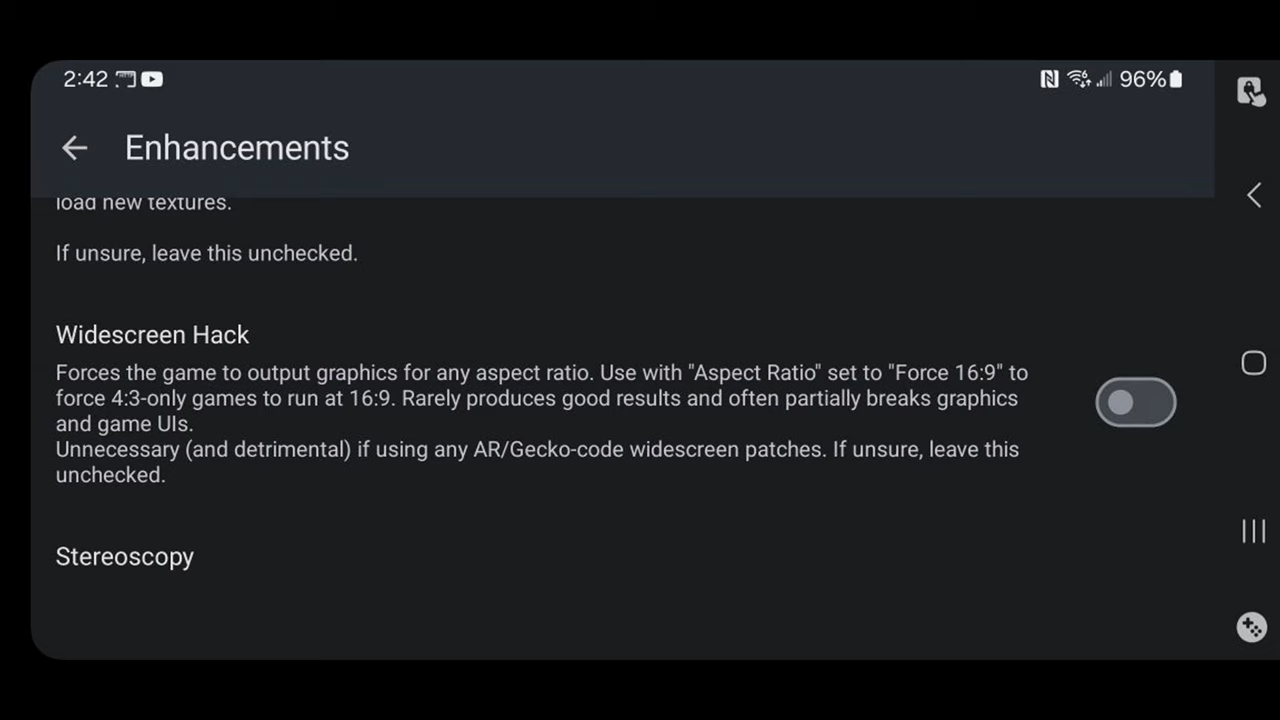 2:42
96%
Enhancements
load new textures.
If unsure, leave this unchecked.
Widescreen Hack
Forces the game to output graphics for any aspect ratio. Use with "Aspect Ratio" set to "Force 16:9" to
force 4:3-only games to run at 16:9. Rarely produces good results and often partially breaks graphics
and game UIs.
Unnecessary (and detrimental) if using any AR/Gecko-code widescreen patches. If unsure, leave this
unchecked.
Stereoscopy